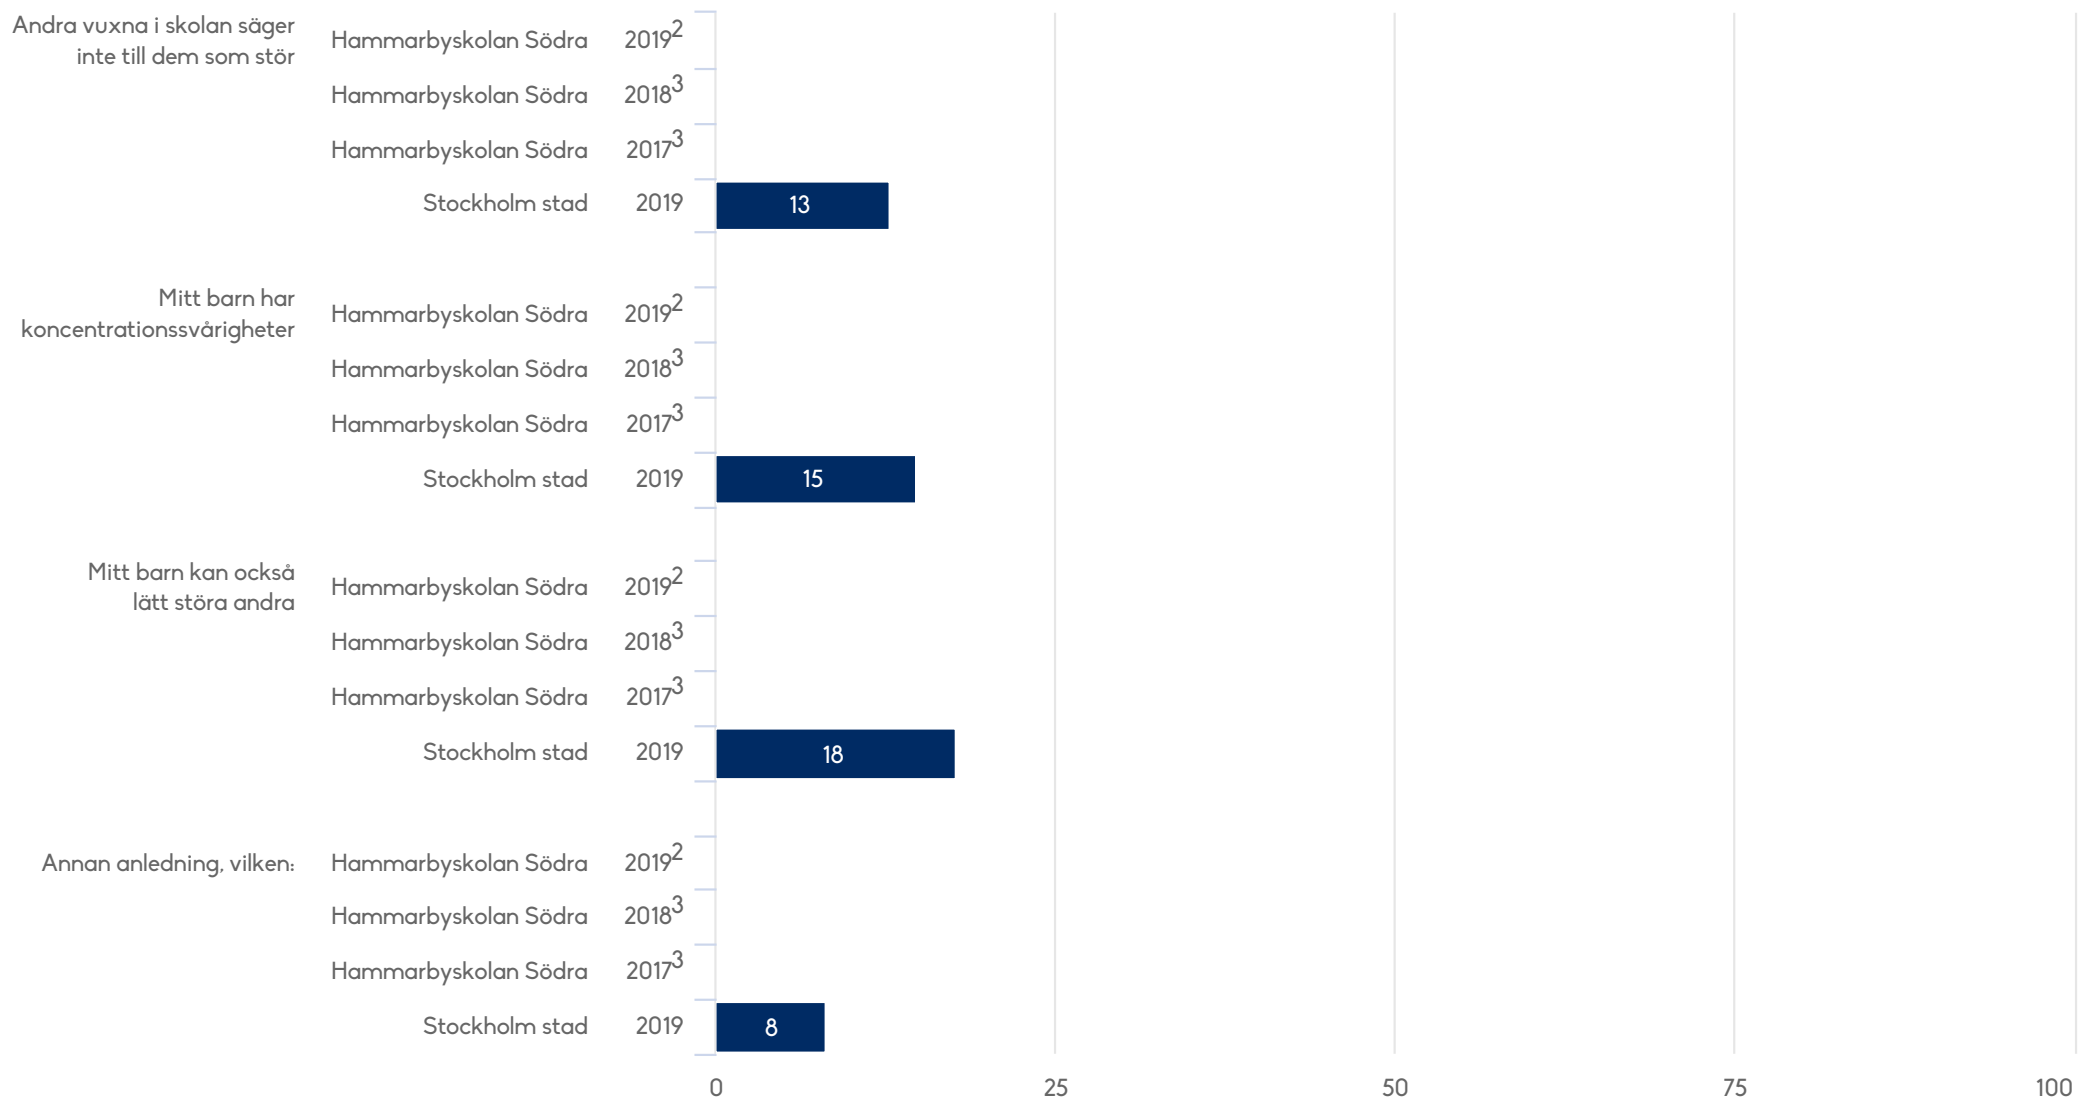 Andra vuxna i skolan säger
inte till dem som stör
Hammarbyskolan Södra 2019²
Hammarbyskolan Södra 2018³
Hammarbyskolan Södra 2017³
Stockholm stad 2019 13
Mitt barn har
koncentrationssvårigheter
Hammarbyskolan Södra 2019²
Hammarbyskolan Södra 2018³
Hammarbyskolan Södra 2017³
Stockholm stad 2019 15
Mitt barn kan också
lätt störa andra
Hammarbyskolan Södra 2019²
Hammarbyskolan Södra 2018³
Hammarbyskolan Södra 2017³
Stockholm stad 2019 18
Annan anledning, vilken: Hammarbyskolan Södra 2019²
Hammarbyskolan Södra 2018³
Hammarbyskolan Södra 2017³
Stockholm stad 2019 8
0 25 50 75 100